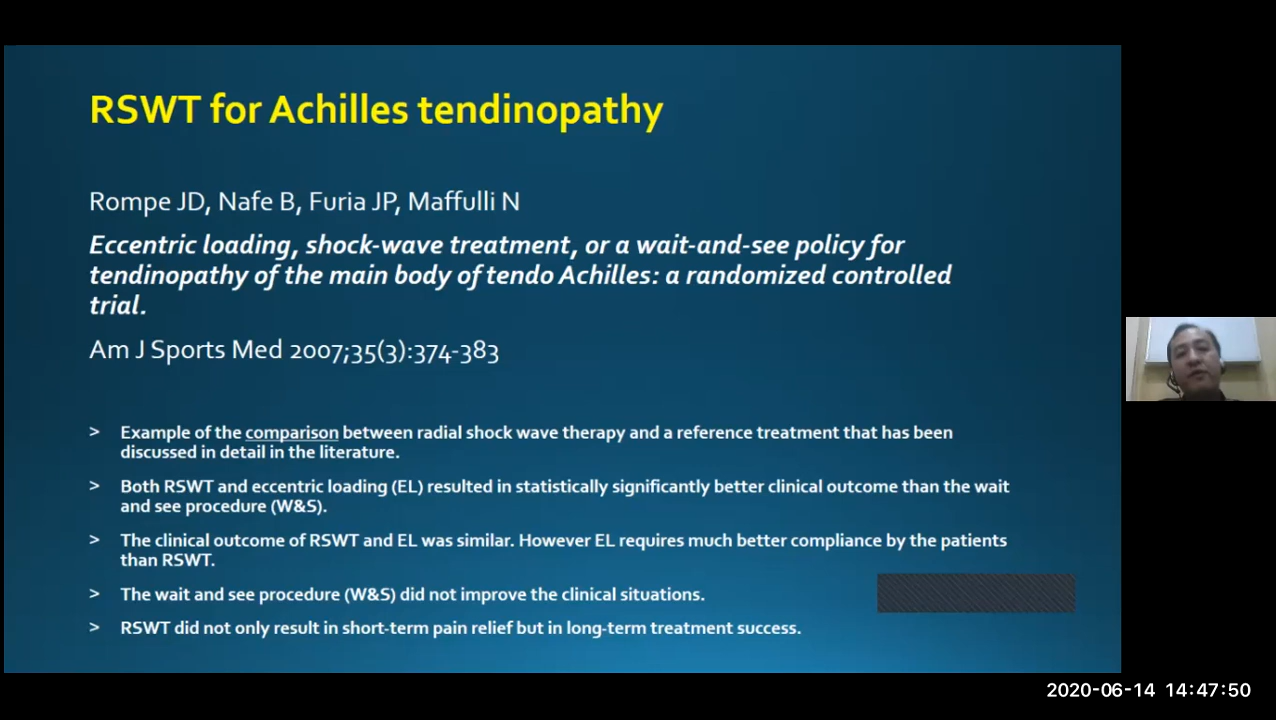 RSWT for Achilles tendinopathy
Rompe JD, Nafe B, Furia JP, Maffulli N
Eccentric loading, shock-wave treatment, or a wait-and-see policy for
tendinopathy of the main body of tendo Achilles: a randomized controlled
trial.
Am J Sports Med 2007;35(3):374-383
> Example of the comparison between radial shock wave therapy and a reference treatment that has been
discussed in detail in the literature.
> Both RSWT and eccentric loading (EL) resulted in statistically significantly better clinical outcome than the wait
and see procedure (W&S).
> The clinical outcome of RSWT and EL was similar. However EL requires much better compliance by the patients
than RSWT.
> The wait and see procedure (W&S) did not improve the clinical situations.
> RSWT did not only result in short-term pain relief but in long-term treatment success.
2020-06-14 14:47:50